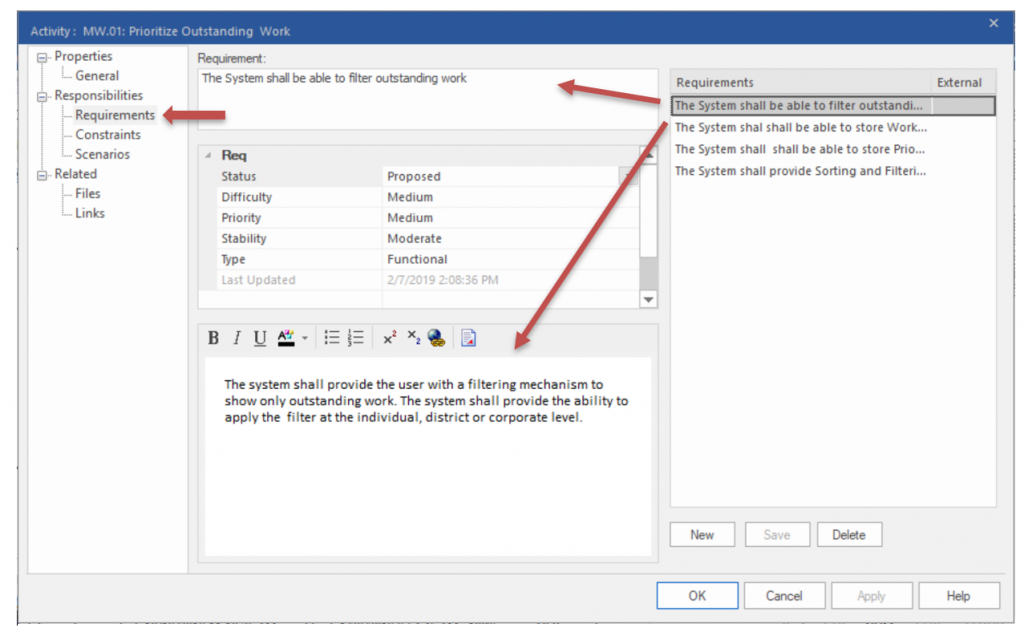 Activity : MW.01: Prioritize Outstanding Work
Properties
General
Responsibilities
Requirements
Constraints
Scenarios
Related
Files
Links
Requirement:
The System shall be able to filter outstanding work
Req
Status Proposed
Difficulty Medium
Priority Medium
Stability Moderate
Type Functional
Last Updated 2/7/2019 2:08:36 PM
B I U
The system shall provide the user with a filtering mechanism to
show only outstanding work. The system shall provide the ability to
apply the filter at the individual, district or corporate level.
Requirements External
The System shall be able to filter outstandi...
The System shal shall be able to store Work...
The System shall shall be able to store Prio...
The System shall provide Sorting and Filteri...
New Save Delete
OK Cancel Apply Help